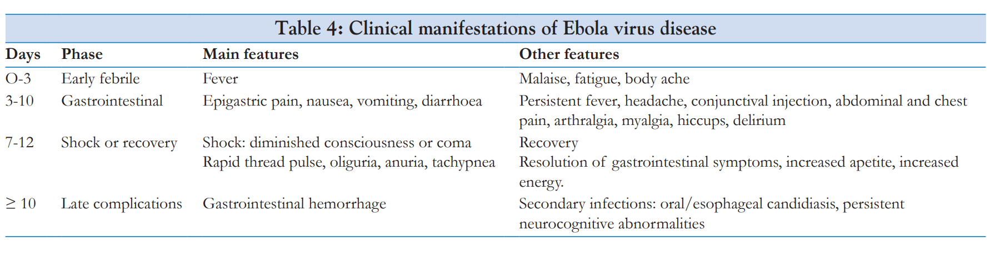 Table 4: Clinical manifestations of Ebola virus disease
Days Phase Main features Other features
O-3 Early febrile Fever Malaise, fatigue, body ache
3-10 Gastrointestinal Epigastric pain, nausea, vomiting, diarrhoea Persistent fever, headache, conjunctival injection, abdominal and chest
pain, arthralgia, myalgia, hiccups, delirium
7-12 Shock or recovery Shock: diminished consciousness or coma Recovery
Rapid thread pulse, oliguria, anuria, tachypnea Resolution of gastrointestinal symptoms, increased apetite, increased
energy.
≥ 10 Late complications Gastrointestinal hemorrhage Secondary infections: oral/esophageal candidiasis, persistent
neurocognitive abnormalities